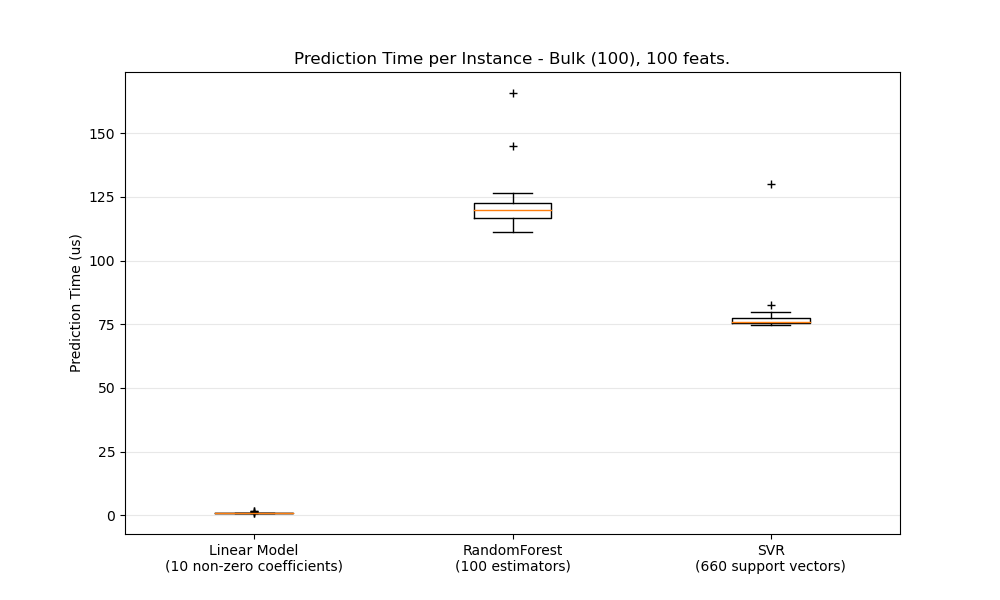 Prediction Time per Instance - Bulk (100), 100 feats.
Prediction Time (us)
150
125
100
75
50
25
0
Linear Model
(10 non-zero coefficients)
RandomForest
(100 estimators)
SVR
(660 support vectors)